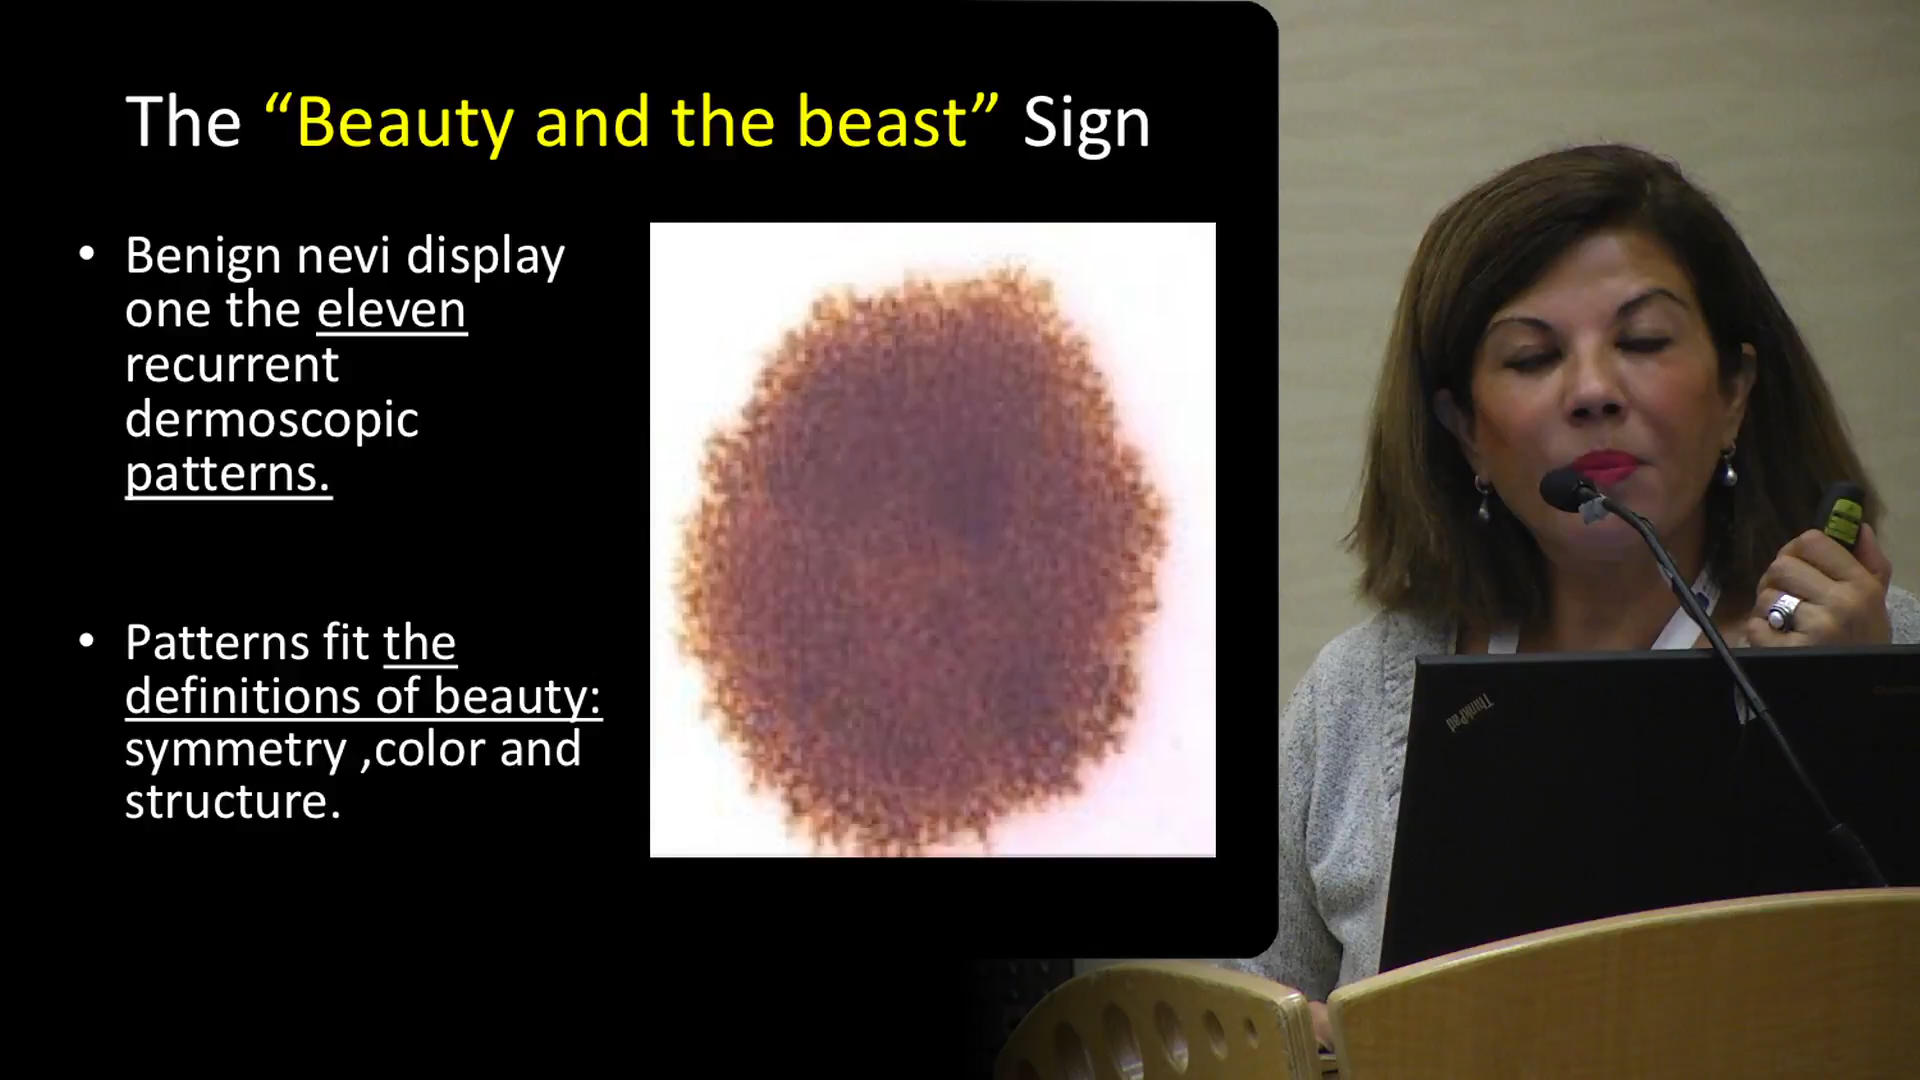 The “Beauty and the beast” Sign
• Benign nevi display
one the eleven
recurrent
dermoscopic
patterns.
• Patterns fit the
definitions of beauty:
symmetry ,color and
structure.
ThinkPad